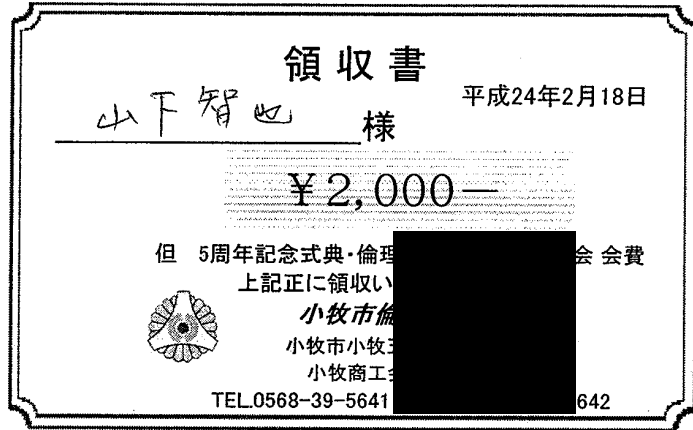 領収書
平成24年2月18日
山下智也 様
¥2,000－
但 5周年記念式典・倫理 会 会費
上記正に領収い
小牧市倫
小牧市小牧
小牧商工会
TEL.0568-39-5641 642